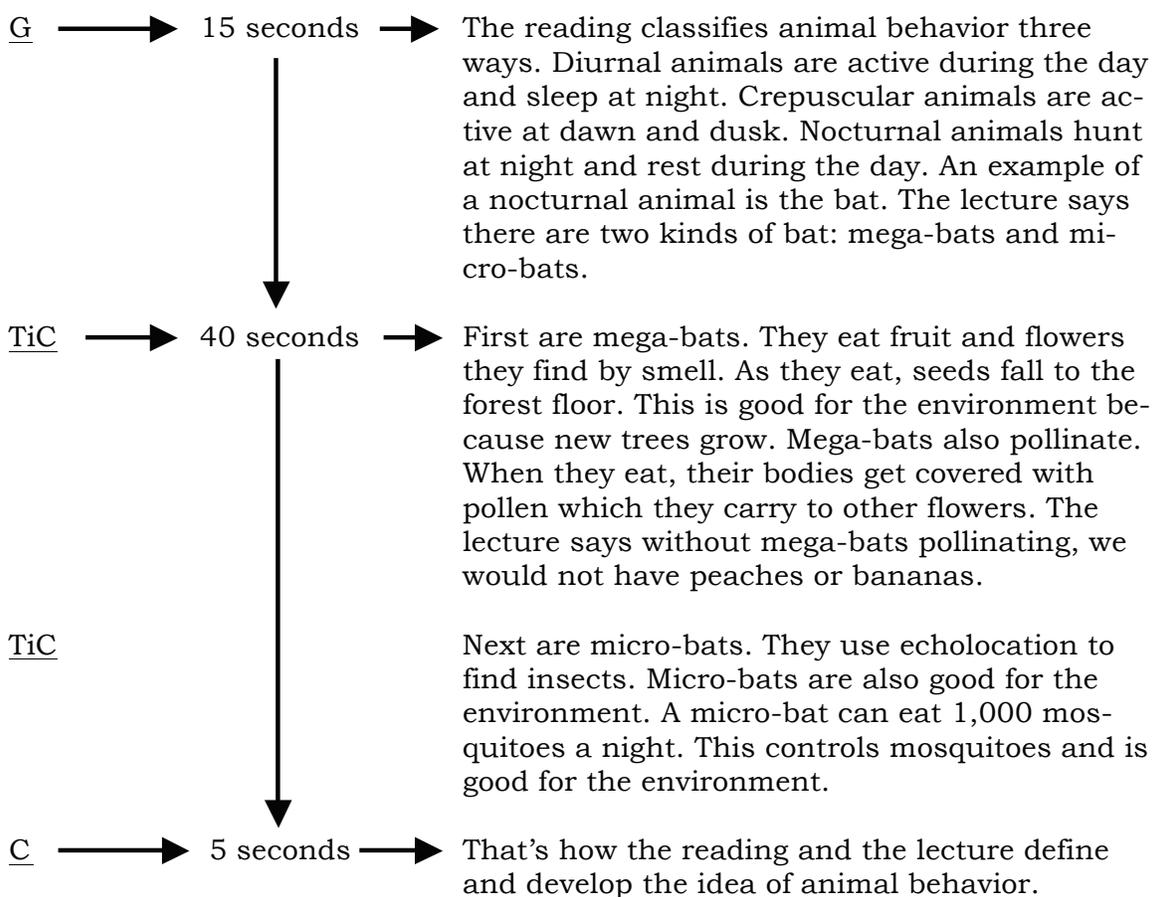 G 15 seconds The reading classifies animal behavior three
ways. Diurnal animals are active during the day
and sleep at night. Crepuscular animals are ac-
tive at dawn and dusk. Nocturnal animals hunt
at night and rest during the day. An example of
a nocturnal animal is the bat. The lecture says
there are two kinds of bat: mega-bats and mi-
cro-bats.
TiC 40 seconds First are mega-bats. They eat fruit and flowers
they find by smell. As they eat, seeds fall to the
forest floor. This is good for the environment be-
cause new trees grow. Mega-bats also pollinate.
When they eat, their bodies get covered with
pollen which they carry to other flowers. The
lecture says without mega-bats pollinating, we
would not have peaches or bananas.
TiC Next are micro-bats. They use echolocation to
find insects. Micro-bats are also good for the
environment. A micro-bat can eat 1,000 mos-
quitoes a night. This controls mosquitoes and is
good for the environment.
C 5 seconds That's how the reading and the lecture define
and develop the idea of animal behavior.